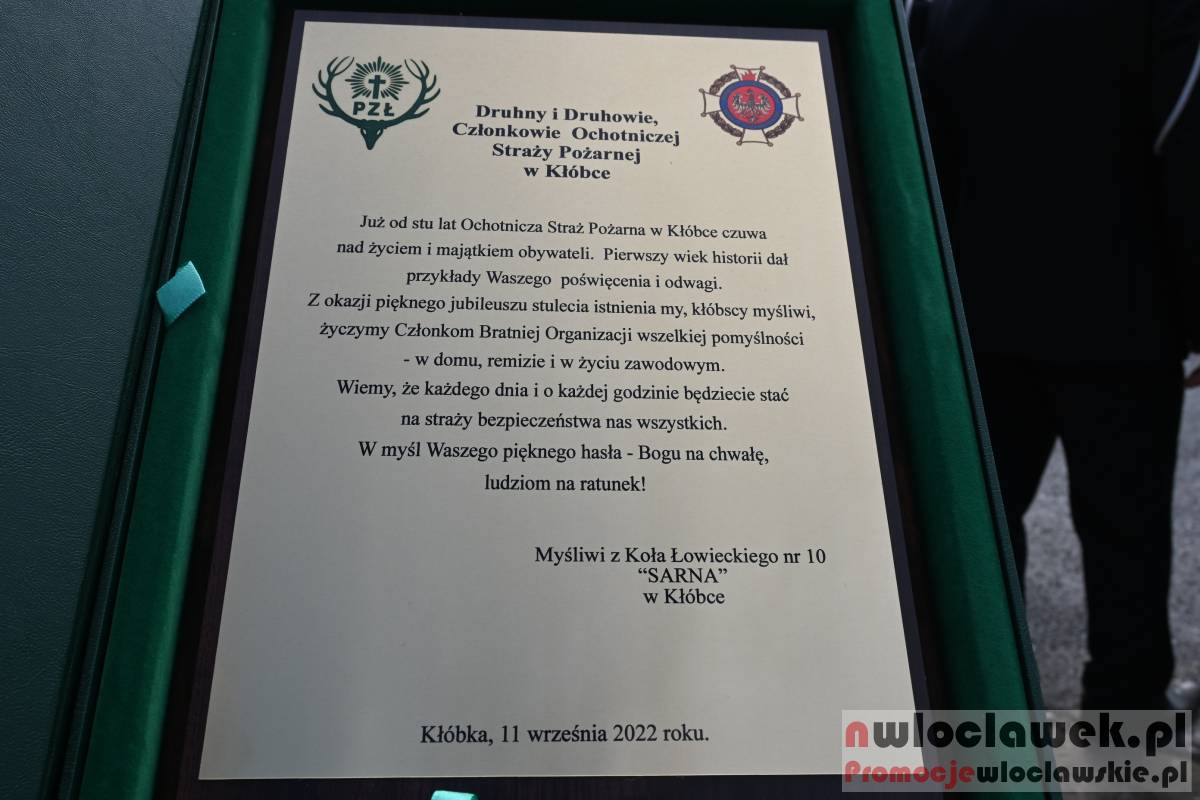 PZŁ
Druhny i Druhowie,
Członkowie Ochotniczej
Straży Pożarnej
w Kłóbce
Już od stu lat Ochotnicza Straż Pożarna w Kłóbce czuwa
nad życiem i majątkiem obywateli. Pierwszy wiek historii dał
przykłady Waszego poświęcenia i odwagi.
Z okazji pięknego jubileuszu stulecia istnienia my, kłóbscy myśliwi,
życzymy Członkom Bratniej Organizacji wszelkiej pomyślności
- w domu, remizie i w życiu zawodowym.
Wiemy, że każdego dnia i o każdej godzinie będziecie stać
na straży bezpieczeństwa nas wszystkich.
W myśl Waszego pięknego hasła - Bogu na chwałę,
ludziom na ratunek!
Myśliwi z Koła Łowieckiego nr 10
“SARNA”
w Kłóbce
Kłóbka, 11 września 2022 roku.
nwloclawek.pl
Promocjewloclawskie.pl